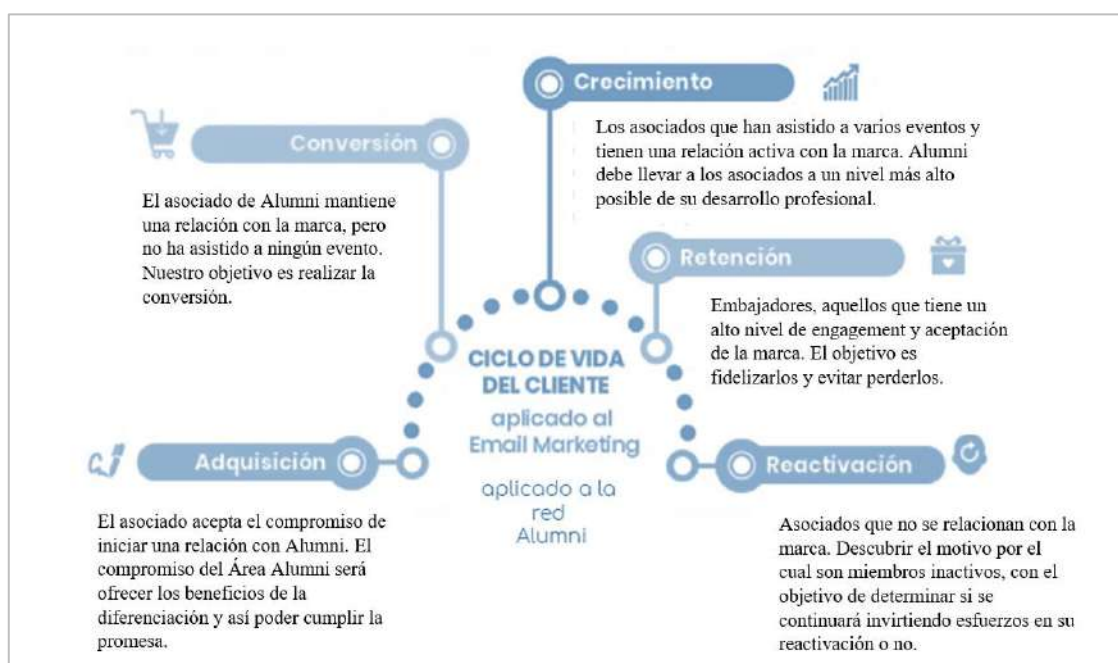 Crecimiento
Los asociados que han asistido a varios eventos y
tienen una relación activa con la marca. Alumni
debe llevar a los asociados a un nivel más alto
posible de su desarrollo profesional.
Conversión
El asociado de Alumni mantiene
una relación con la marca, pero
no ha asistido a ningún evento.
Nuestro objetivo es realizar la
conversión.
Retención
Embajadores, aquellos que tiene un
alto nivel de engagement y aceptación
de la marca. El objetivo es
fidelizarlos y evitar perderlos.
CICLO DE VIDA
DEL CLIENTE
aplicado al
Email Marketing
aplicado a la
red
Alumni
Adquisición
El asociado acepta el compromiso de
iniciar una relación con Alumni. El
compromiso del Área Alumni será
ofrecer los beneficios de la
diferenciación y así poder cumplir la
promesa.
Reactivación
Asociados que no se relacionan con la
marca. Descubrir el motivo por el
cual son miembros inactivos, con el
objetivo de determinar si se
continuará invirtiendo esfuerzos en su
reactivación o no.